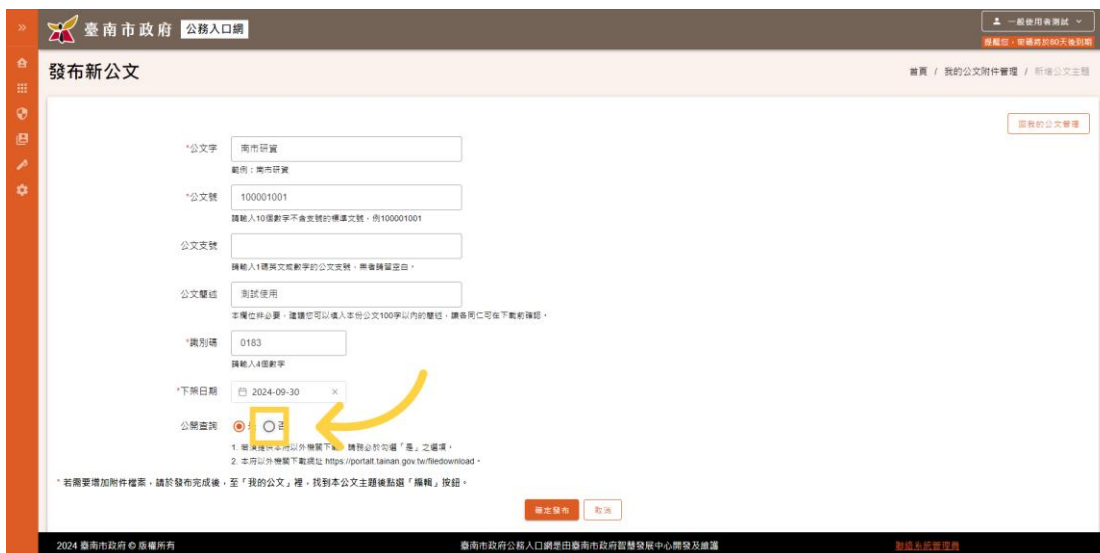 臺南市政府 公務入口網
一般使用者測試
提醒您，密碼將於80天後到期
發布新公文
首頁 / 我的公文附件管理 / 新增公文主題
回我的公文管理
*公文字 南市研資
範例：南市研資
*公文號 100001001
請輸入10個數字不含支號的標準文號，例100001001
公文支號
請輸入1碼英文或數字的公文支號，無者請留空白。
公文簡述 測試使用
本欄位非必要，建議您可以填入本份公文100字以內的簡述，讓各同仁可在下載前確認。
*識別碼 0183
請輸入4個數字
*下架日期 2024-09-30
公開查詢 是 否
1. 若須提供本府以外機關下載，請務必於勾選「是」之選項。
2. 本府以外機關下載網址 https://portalt.tainan.gov.tw/filedownload。
* 若需要增加附件檔案，請於發布完成後，至「我的公文」裡，找到本公文主題後點選「編輯」按鈕。
確定發布 取消
2024 臺南市政府 © 版權所有 臺南市政府公務入口網是由臺南市政府智慧發展中心開發及維護 聯絡系統管理員